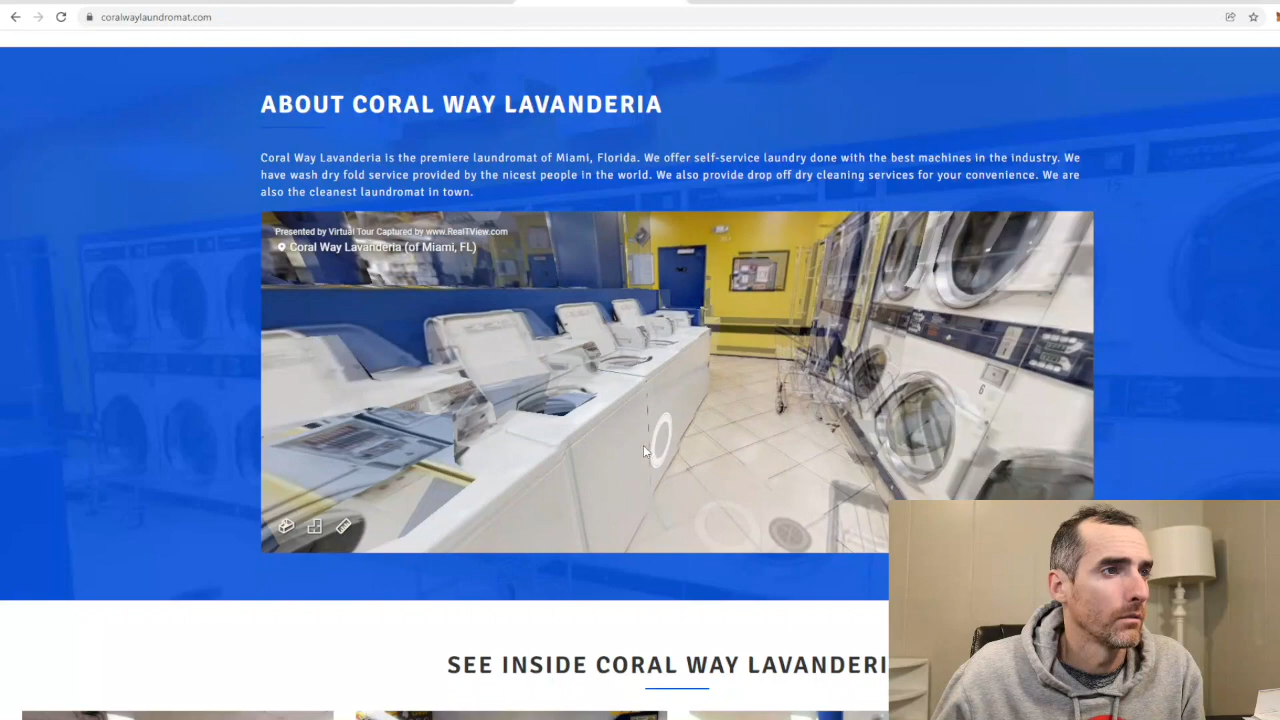 coralwaylaundromat.com
ABOUT CORAL WAY LAVANDERIA
Coral Way Lavanderia is the premiere laundromat of Miami, Florida. We offer self-service laundry done with the best machines in the industry. We
have wash dry fold service provided by the nicest people in the world. We also provide drop off dry cleaning services for your convenience. We are
also the cleanest laundromat in town.
Presented by Virtual Tour Captured by www.RealTView.com
Coral Way Lavanderia (of Miami, FL)
6
15
SEE INSIDE CORAL WAY LAVANDERI